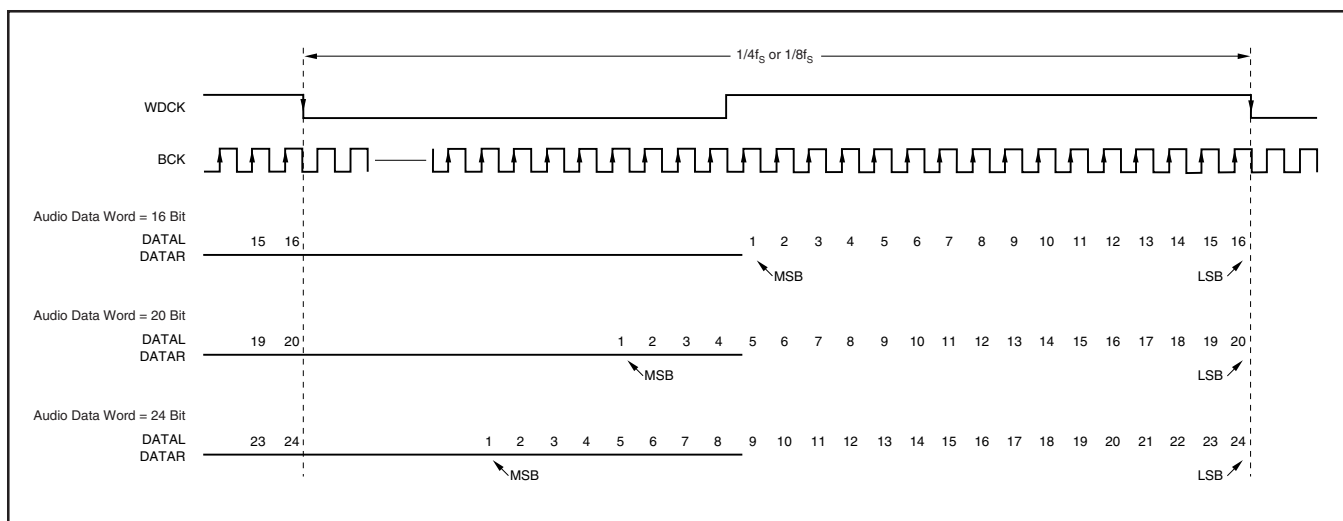 1/4fS or 1/8fS
WDCK
BCK
Audio Data Word = 16 Bit
DATAL
DATAR
15 16 1 2 3 4 5 6 7 8 9 10 11 12 13 14 15 16
MSB LSB
Audio Data Word = 20 Bit
DATAL
DATAR
19 20 1 2 3 4 5 6 7 8 9 10 11 12 13 14 15 16 17 18 19 20
MSB LSB
Audio Data Word = 24 Bit
DATAL
DATAR
23 24 1 2 3 4 5 6 7 8 9 10 11 12 13 14 15 16 17 18 19 20 21 22 23 24
MSB LSB